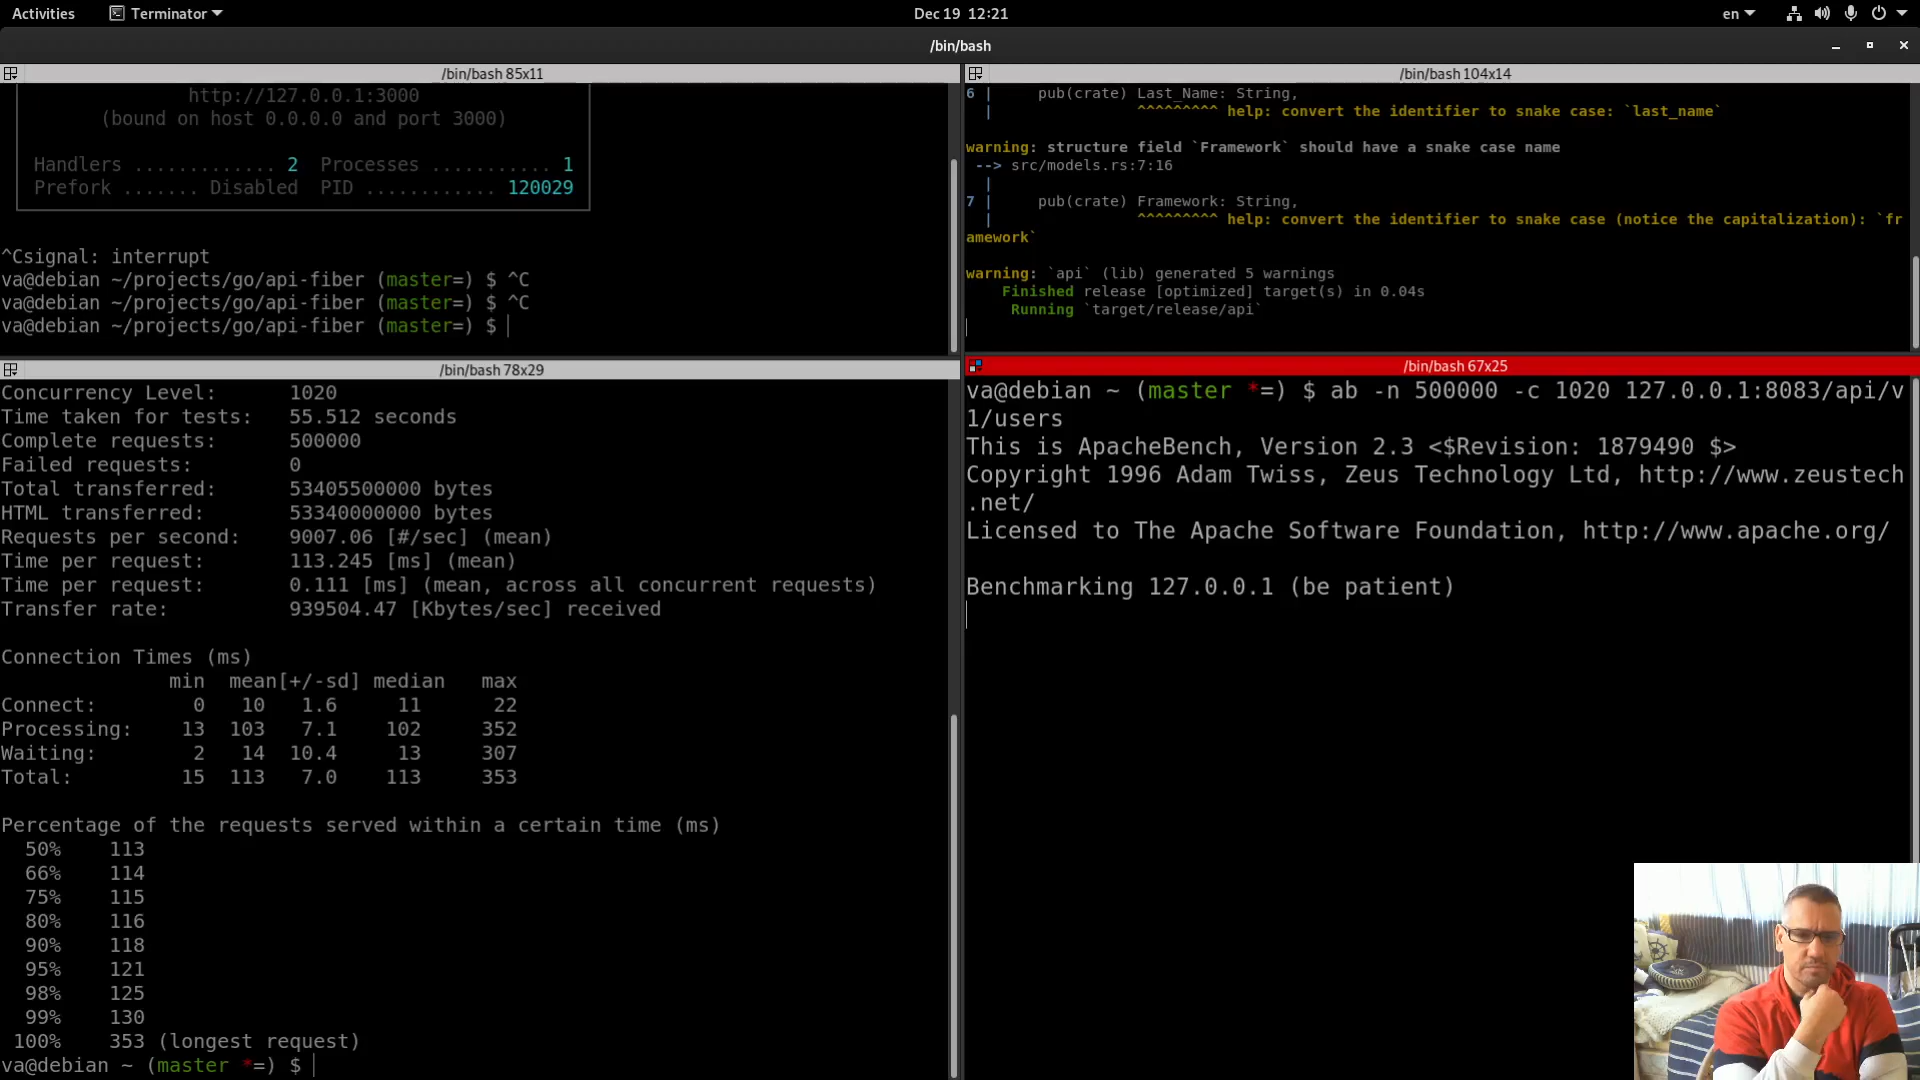 Activities Terminator Dec 19 12:21 en
/bin/bash
/bin/bash 85x11
http://127.0.0.1:3000
(bound on host 0.0.0.0 and port 3000)
Handlers ............. 2 Processes ........... 1
Prefork ....... Disabled PID ............ 120029
^Csignal: interrupt
va@debian ~/projects/go/api-fiber (master=) $ ^C
va@debian ~/projects/go/api-fiber (master=) $ ^C
va@debian ~/projects/go/api-fiber (master=) $
/bin/bash 104x14
6 | pub(crate) Last_Name: String,
| ^^^^^^^^^ help: convert the identifier to snake case: `last_name`
warning: structure field `Framework` should have a snake case name
--> src/models.rs:7:16
|
7 | pub(crate) Framework: String,
| ^^^^^^^^^ help: convert the identifier to snake case (notice the capitalization): `fr
amework`
warning: `api` (lib) generated 5 warnings
Finished release [optimized] target(s) in 0.04s
Running `target/release/api`
/bin/bash 78x29
Concurrency Level: 1020
Time taken for tests: 55.512 seconds
Complete requests: 500000
Failed requests: 0
Total transferred: 53405500000 bytes
HTML transferred: 53340000000 bytes
Requests per second: 9007.06 [#/sec] (mean)
Time per request: 113.245 [ms] (mean)
Time per request: 0.111 [ms] (mean, across all concurrent requests)
Transfer rate: 939504.47 [Kbytes/sec] received
Connection Times (ms)
min mean[+/-sd] median max
Connect: 0 10 1.6 11 22
Processing: 13 103 7.1 102 352
Waiting: 2 14 10.4 13 307
Total: 15 113 7.0 113 353
Percentage of the requests served within a certain time (ms)
50% 113
66% 114
75% 115
80% 116
90% 118
95% 121
98% 125
99% 130
100% 353 (longest request)
va@debian ~ (master *=) $
/bin/bash 67x25
va@debian ~ (master *=) $ ab -n 500000 -c 1020 127.0.0.1:8083/api/v
1/users
This is ApacheBench, Version 2.3 <$Revision: 1879490 $>
Copyright 1996 Adam Twiss, Zeus Technology Ltd, http://www.zeustech
.net/
Licensed to The Apache Software Foundation, http://www.apache.org/
Benchmarking 127.0.0.1 (be patient)